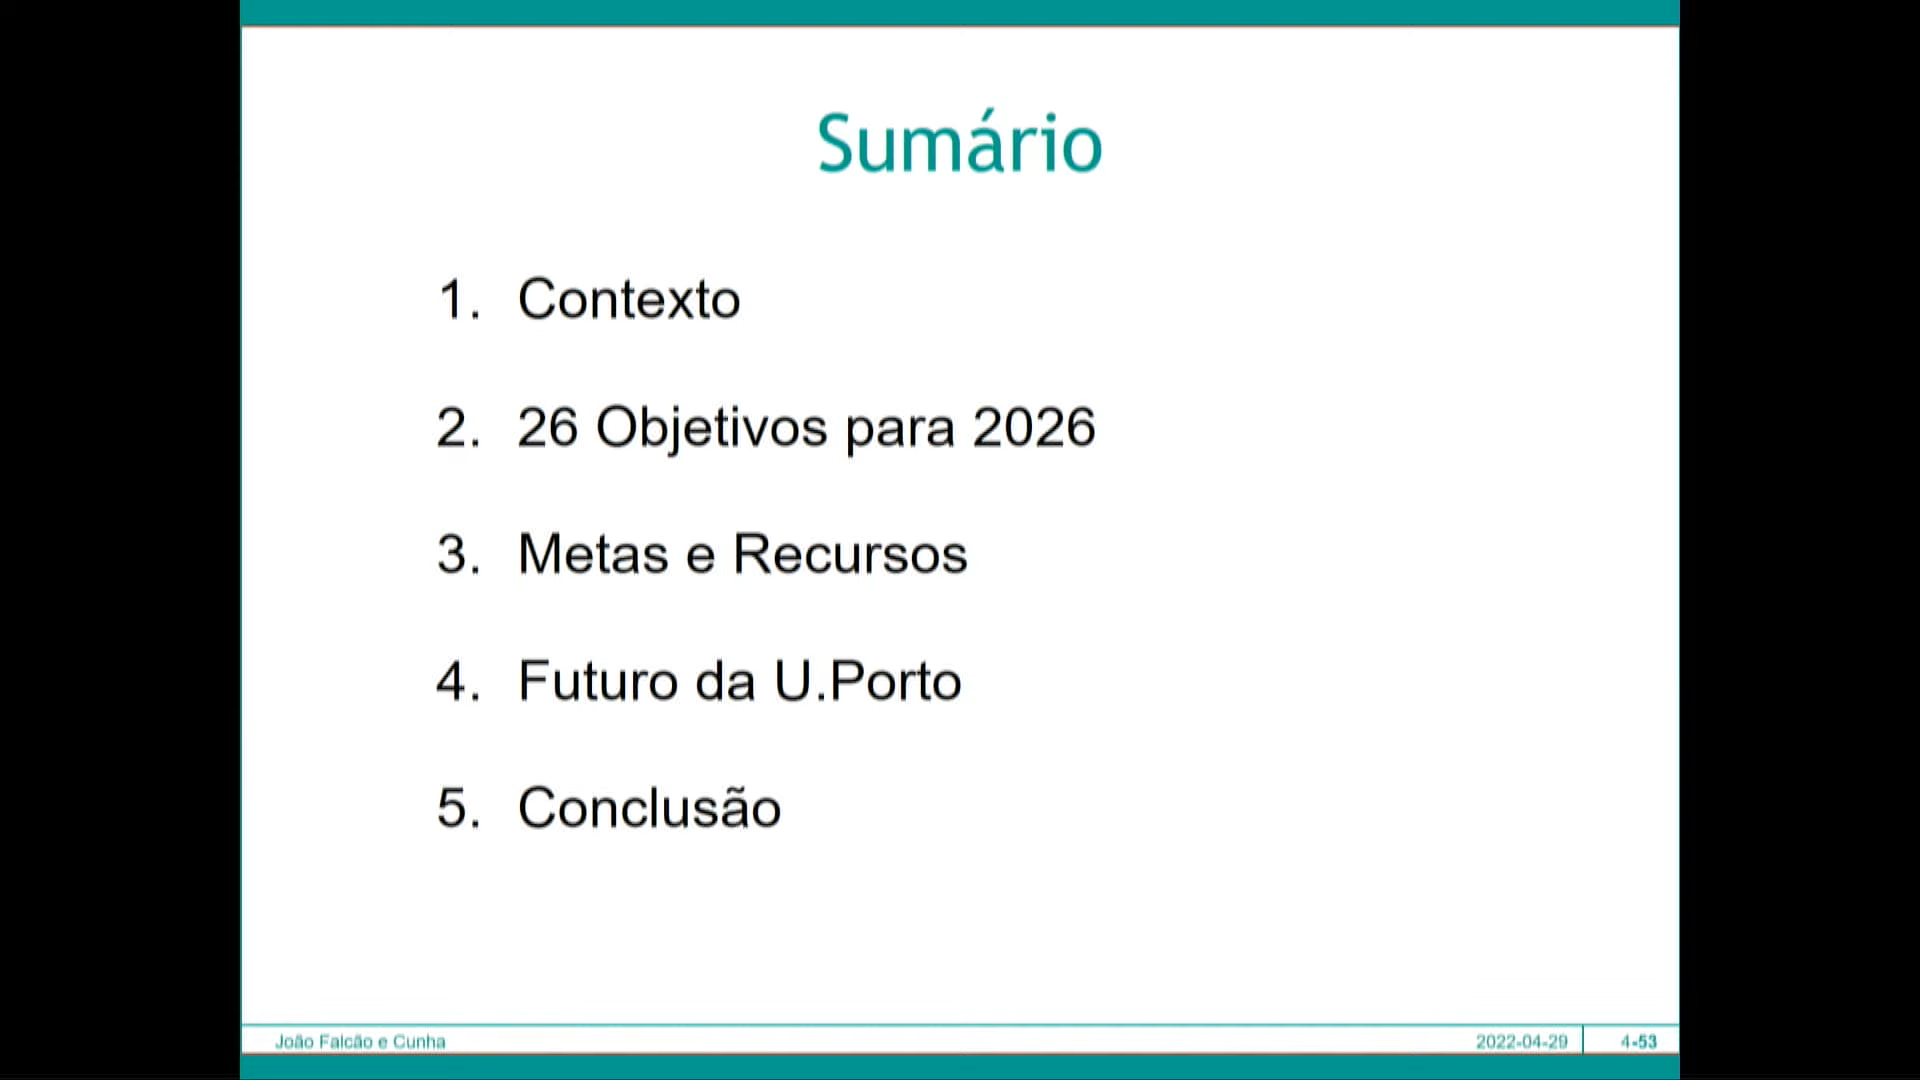 Sumário
1. Contexto
2. 26 Objetivos para 2026
3. Metas e Recursos
4. Futuro da U.Porto
5. Conclusão
João Falcão e Cunha 2022-04-29 4-53